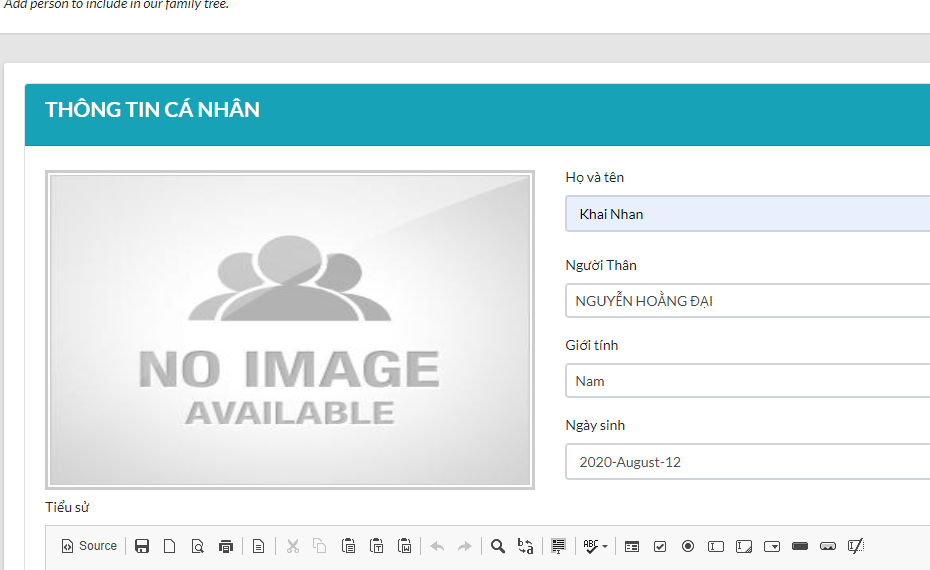 Add person to include in our family tree.
THÔNG TIN CÁ NHÂN
NO IMAGE
AVAILABLE
Họ và tên
Khai Nhan
Người Thân
NGUYỄN HOẰNG ĐẠI
Giới tính
Nam
Ngày sinh
2020-August-12
Tiểu sử
Source